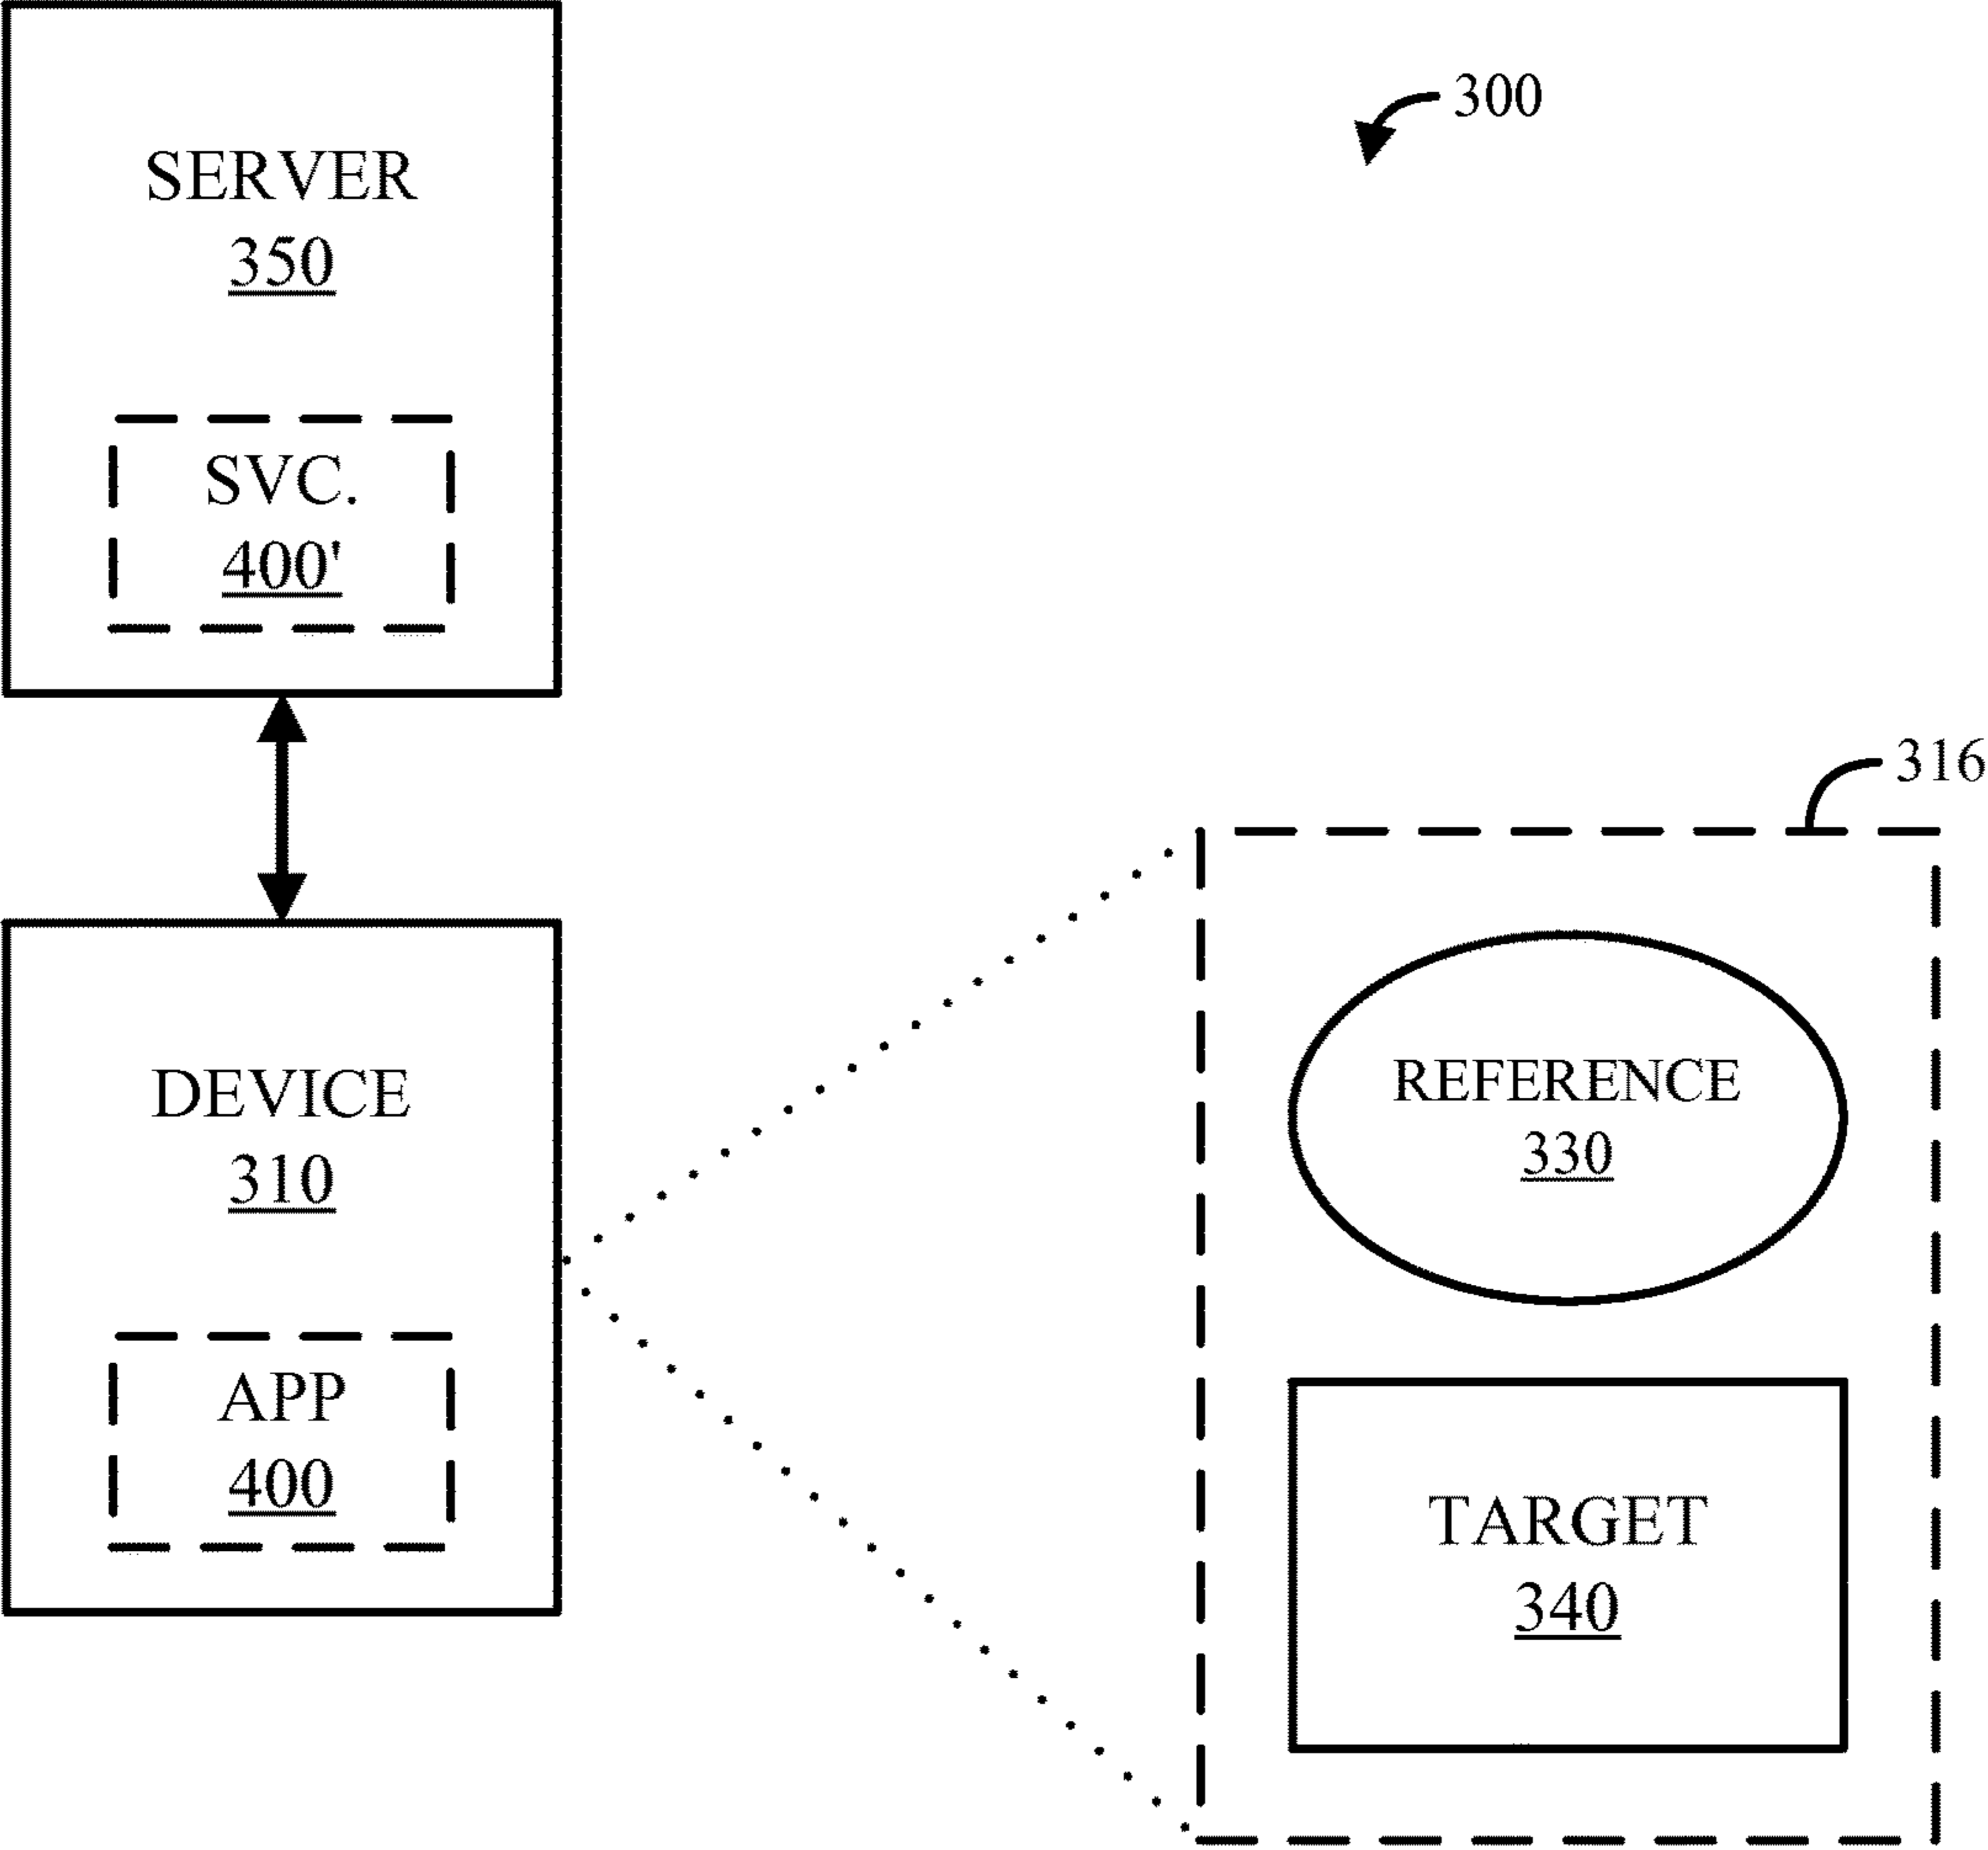 SERVER
350
SVC.
400'
300
316
DEVICE
310
APP
400
REFERENCE
330
TARGET
340